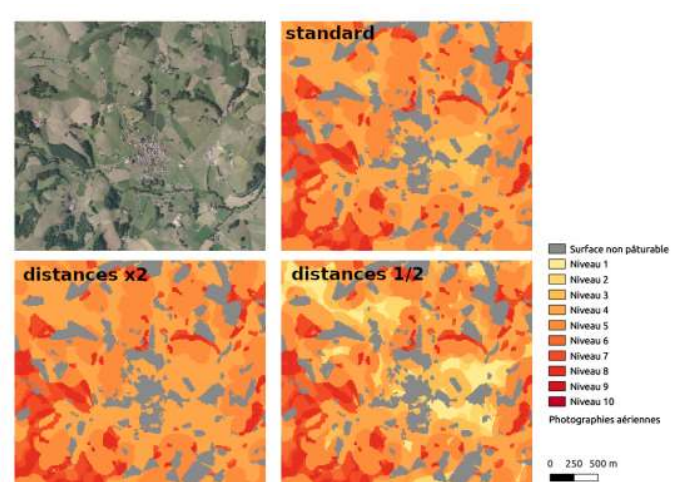 standard
distances x2
distances 1/2
Surface non pâturable
Niveau 1
Niveau 2
Niveau 3
Niveau 4
Niveau 5
Niveau 6
Niveau 7
Niveau 8
Niveau 9
Niveau 10
Photographies aériennes
0 250 500 m